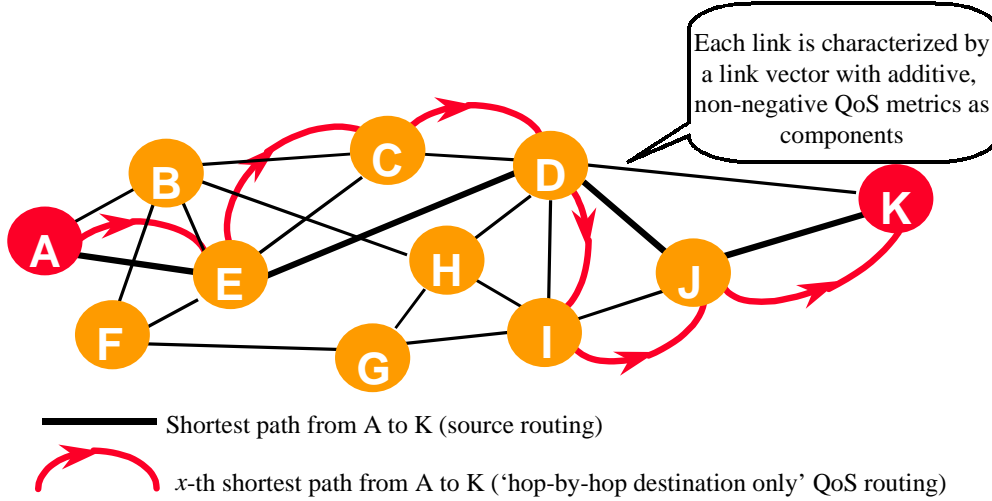 Each link is characterized by
a link vector with additive,
non-negative QoS metrics as
components
C
B
D
K
A
E
H
J
F
I
G
Shortest path from A to K (source routing)
x-th shortest path from A to K (‘hop-by-hop destination only’ QoS routing)